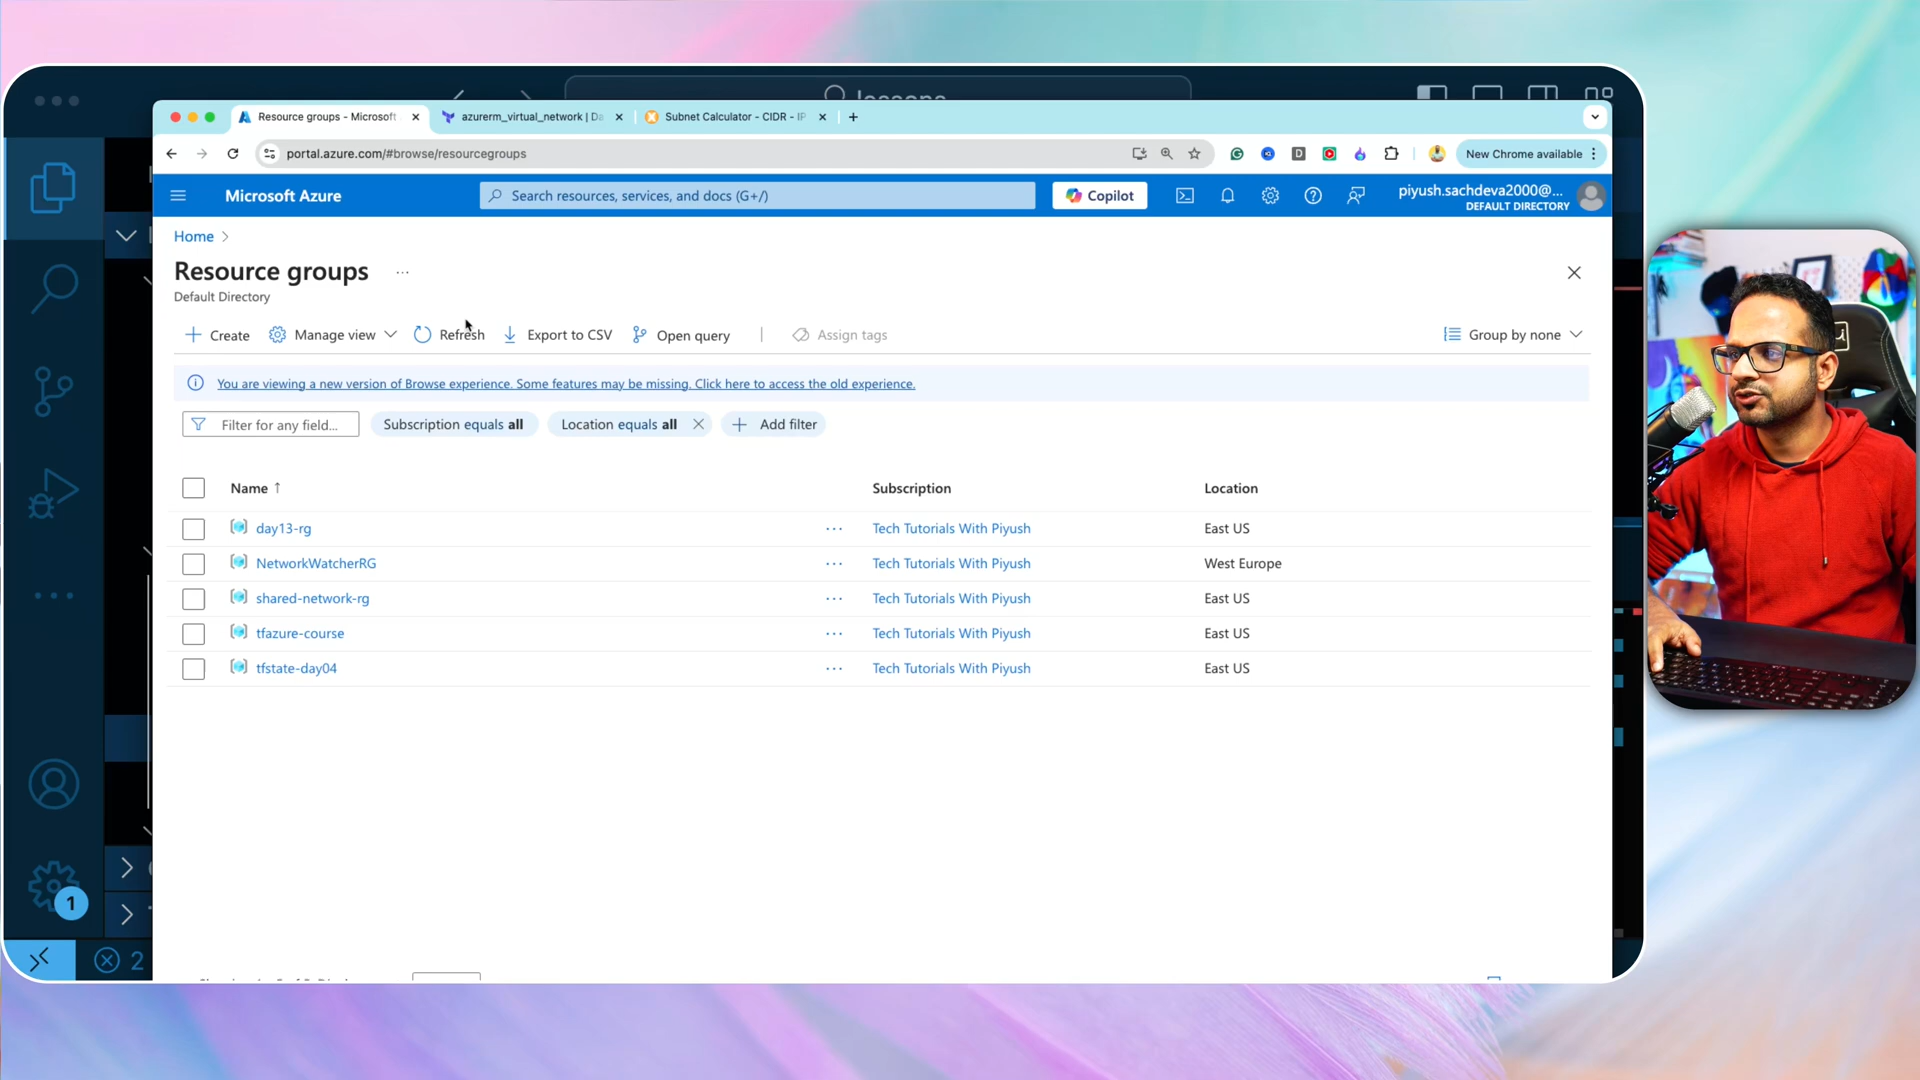 lessons
Resource groups - Microsoft
azurerm_virtual_network | Da
Subnet Calculator - CIDR - IP
portal.azure.com/#browse/resourcegroups
New Chrome available
Microsoft Azure
Search resources, services, and docs (G+/)
Copilot
piyush.sachdeva2000@...
DEFAULT DIRECTORY
Home
Resource groups
...
Default Directory
Create
Manage view
Refresh
Export to CSV
Open query
Assign tags
Group by none
You are viewing a new version of Browse experience. Some features may be missing. Click here to access the old experience.
Filter for any field...
Subscription equals all
Location equals all
Add filter
Name ↑
Subscription
Location
day13-rg
Tech Tutorials With Piyush
East US
NetworkWatcherRG
Tech Tutorials With Piyush
West Europe
shared-network-rg
Tech Tutorials With Piyush
East US
tfazure-course
Tech Tutorials With Piyush
East US
tfstate-day04
Tech Tutorials With Piyush
East US
1
2